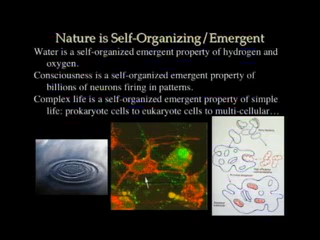 Nature is Self-Organizing/Emergent
Water is a self-organized emergent property of hydrogen and
oxygen.
Consciousness is a self-organized emergent property of
billions of neurons firing in patterns.
Complex life is a self-organized emergent property of simple
life: prokaryote cells to eukaryote cells to multi-cellular…